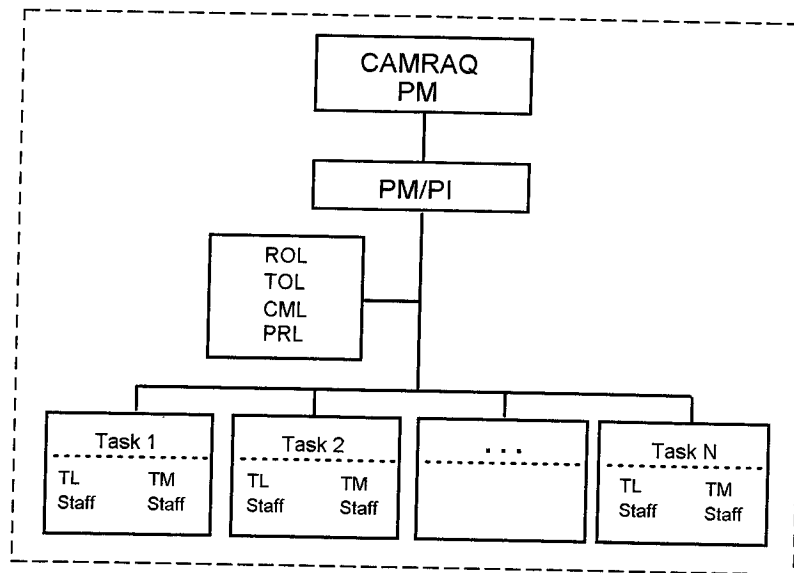 CAMRAQ
PM
PM/PI
ROL
TOL
CML
PRL
Task 1
TL TM
Staff Staff
Task 2
TL TM
Staff Staff
. . .
Task N
TL TM
Staff Staff